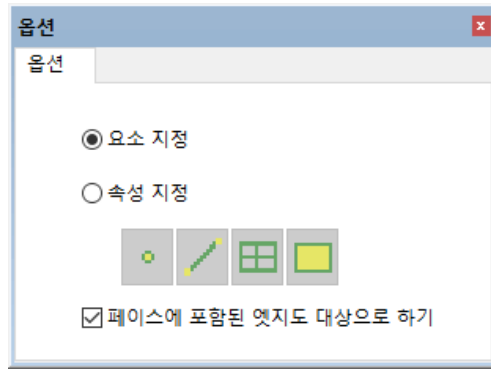 옵션
옵션
요소 지정
속성 지정
페이스에 포함된 엣지도 대상으로 하기